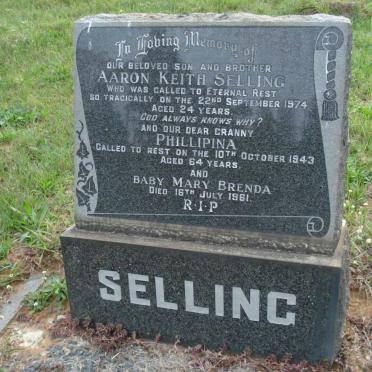 In Loving Memory of
OUR BELOVED SON AND BROTHER
AARON KEITH SELLING
WHO WAS CALLED TO ETERNAL REST
SO TRAGICALLY ON THE 22ND SEPTEMBER 1974
AGED 24 YEARS.
GOD ALWAYS KNOWS WHY?
AND OUR DEAR GRANNY
PHILLIPINA
CALLED TO REST ON THE 10TH OCTOBER 1943
AGED 64 YEARS
AND
BABY MARY BRENDA
DIED 16TH JULY 1961.
R.I.P
SELLING